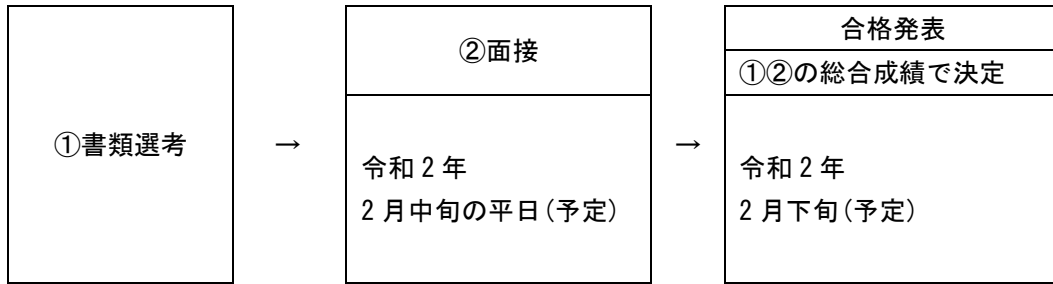 ①書類選考
→
②面接
令和2年
2月中旬の平日(予定)
→
合格発表
①②の総合成績で決定
令和2年
2月下旬(予定)